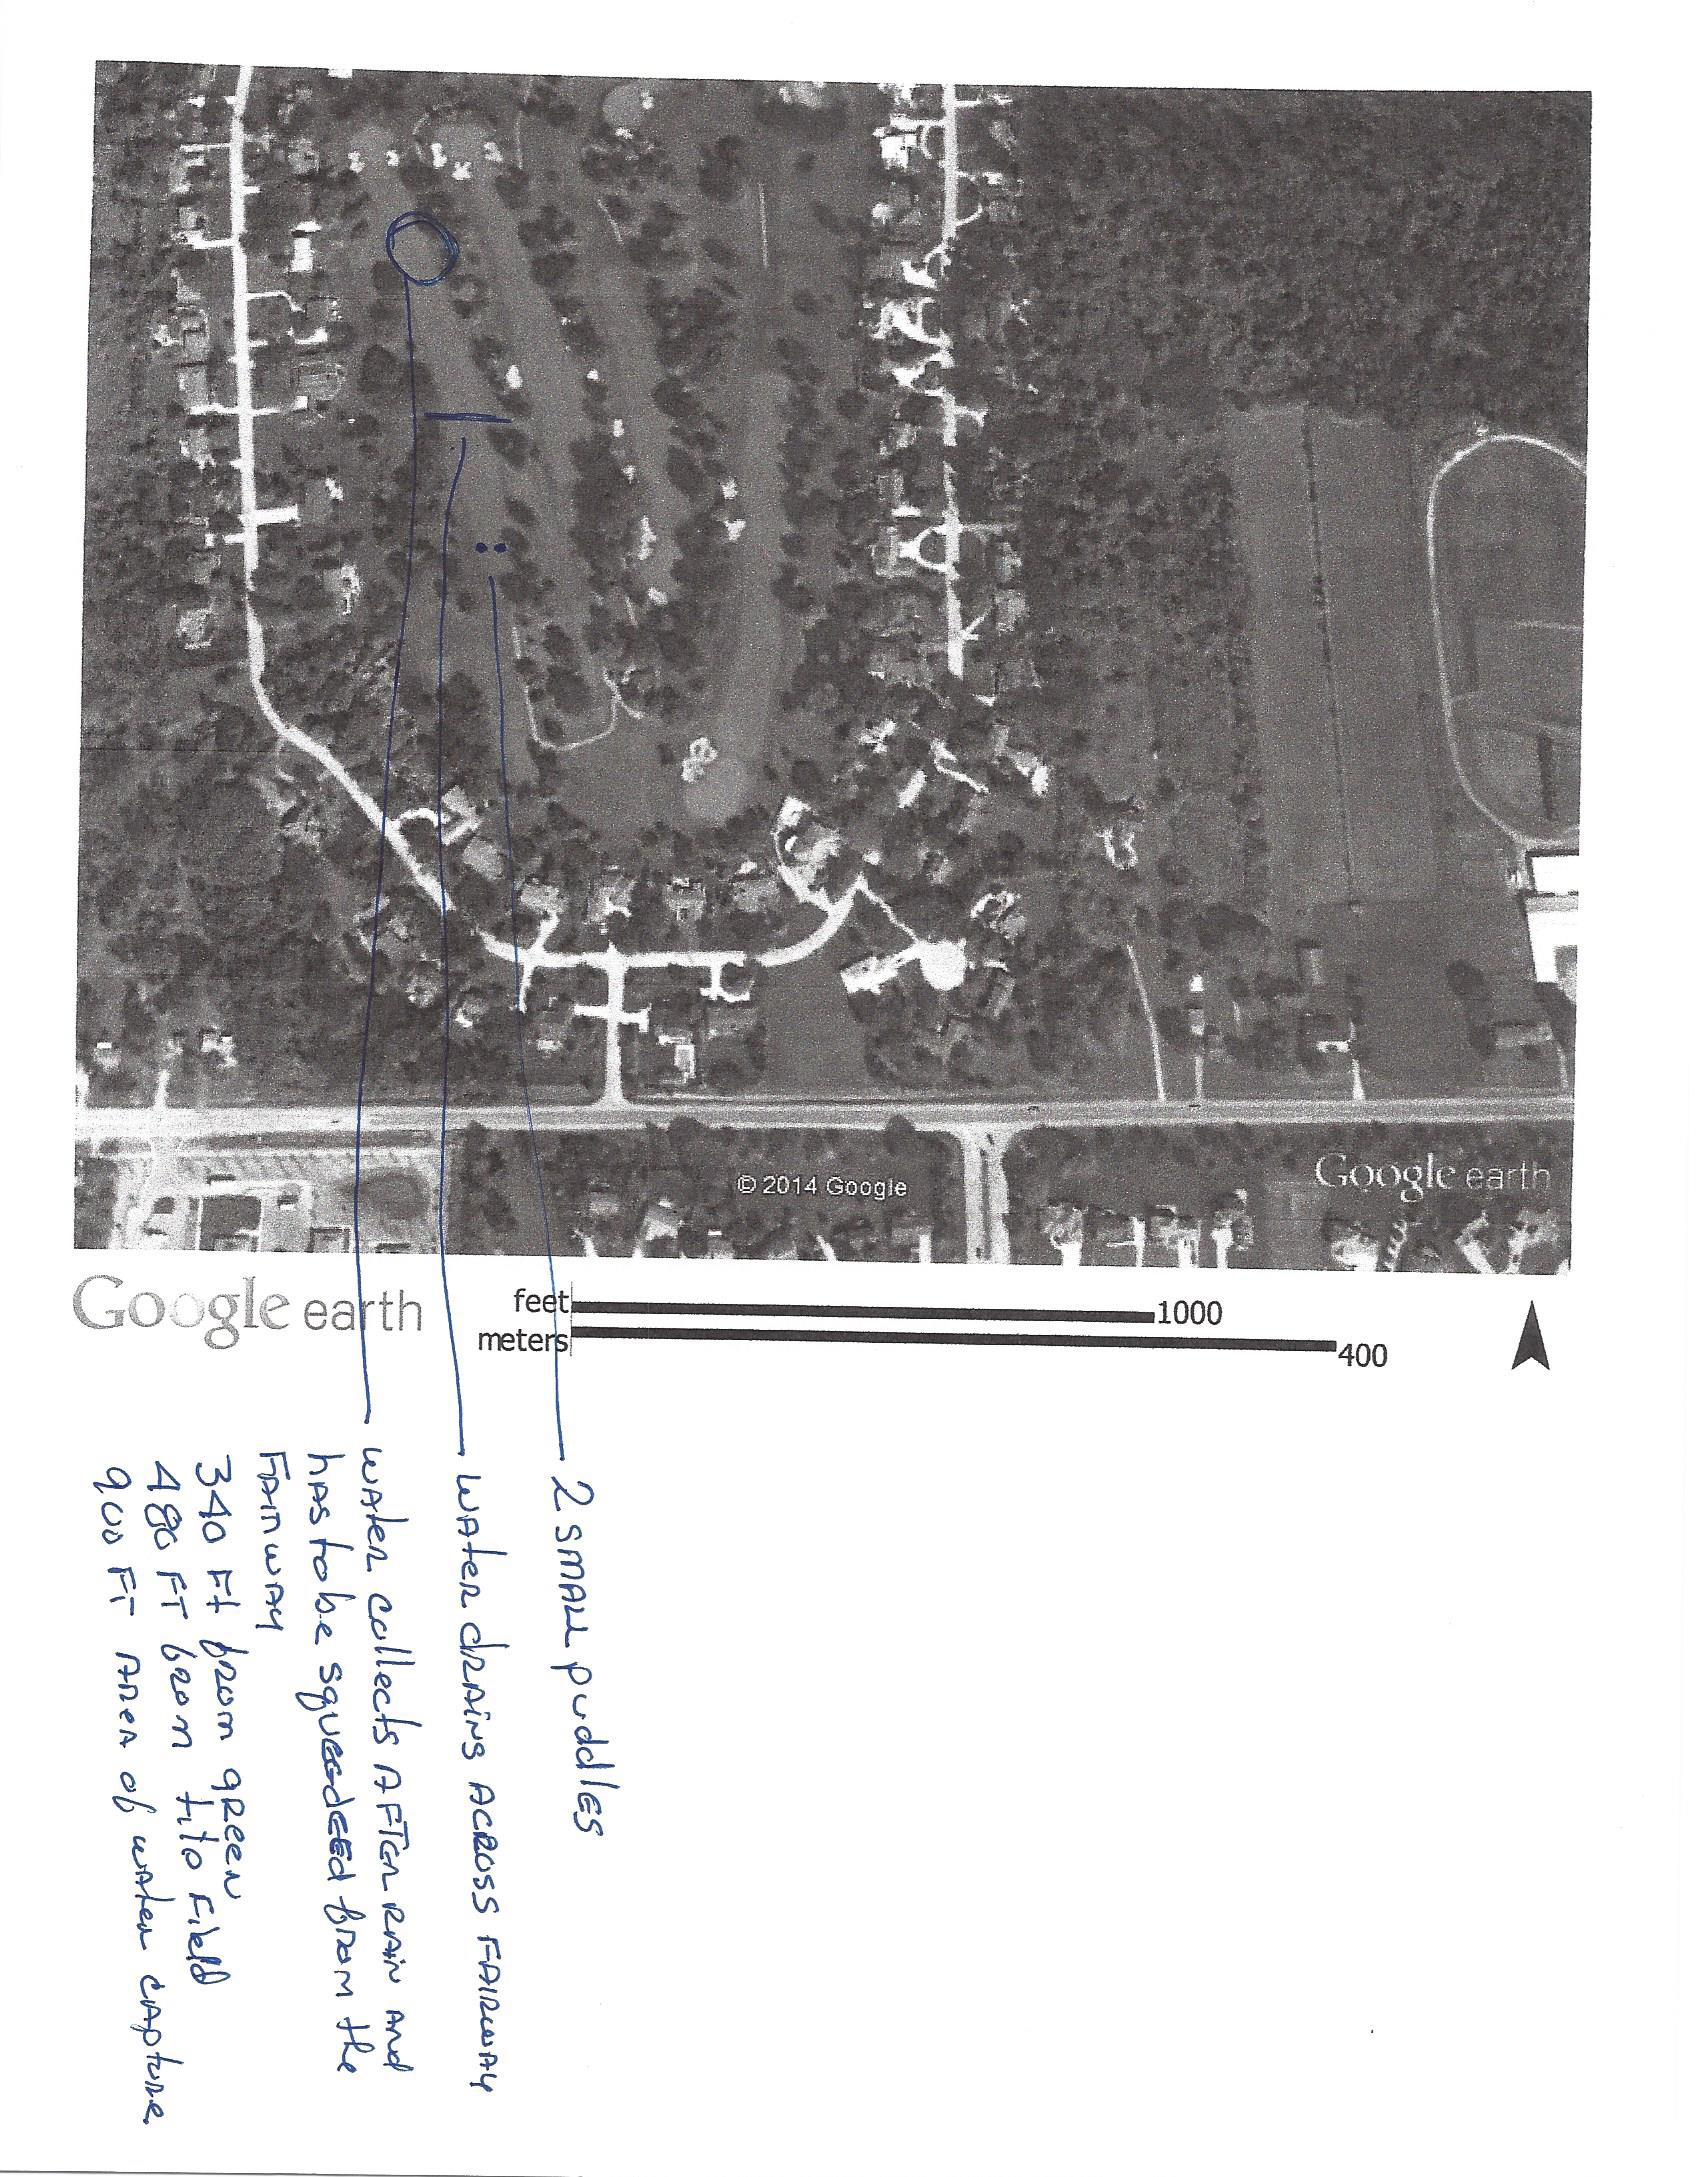 © 2014 Google
Google earth
Google earth
feet 1000
meters 400
2 SMALL puddlES
WATER dRAINS ACROSS FAIRWAY
WATER collects AFTER RAIN AND
HAS to be squeegdEEd from the
FAIRWAY
340 Ft from GREEN
480 FT from tito Field
900 FT AREA of water CAPTURE